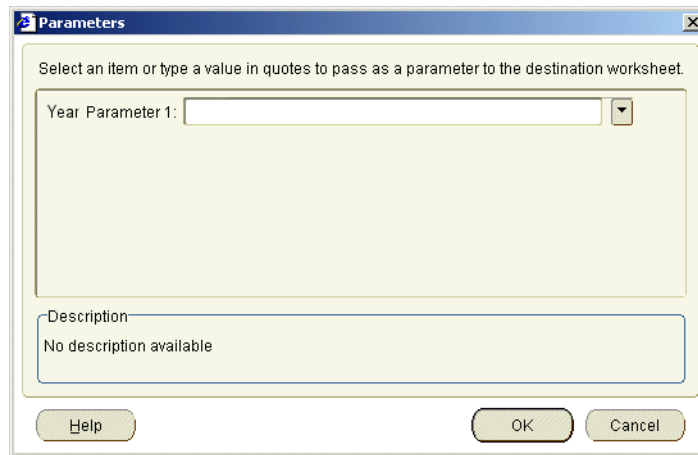 Parameters
Select an item or type a value in quotes to pass as a parameter to the destination worksheet.
Year Parameter 1:
Description
No description available
Help
OK
Cancel